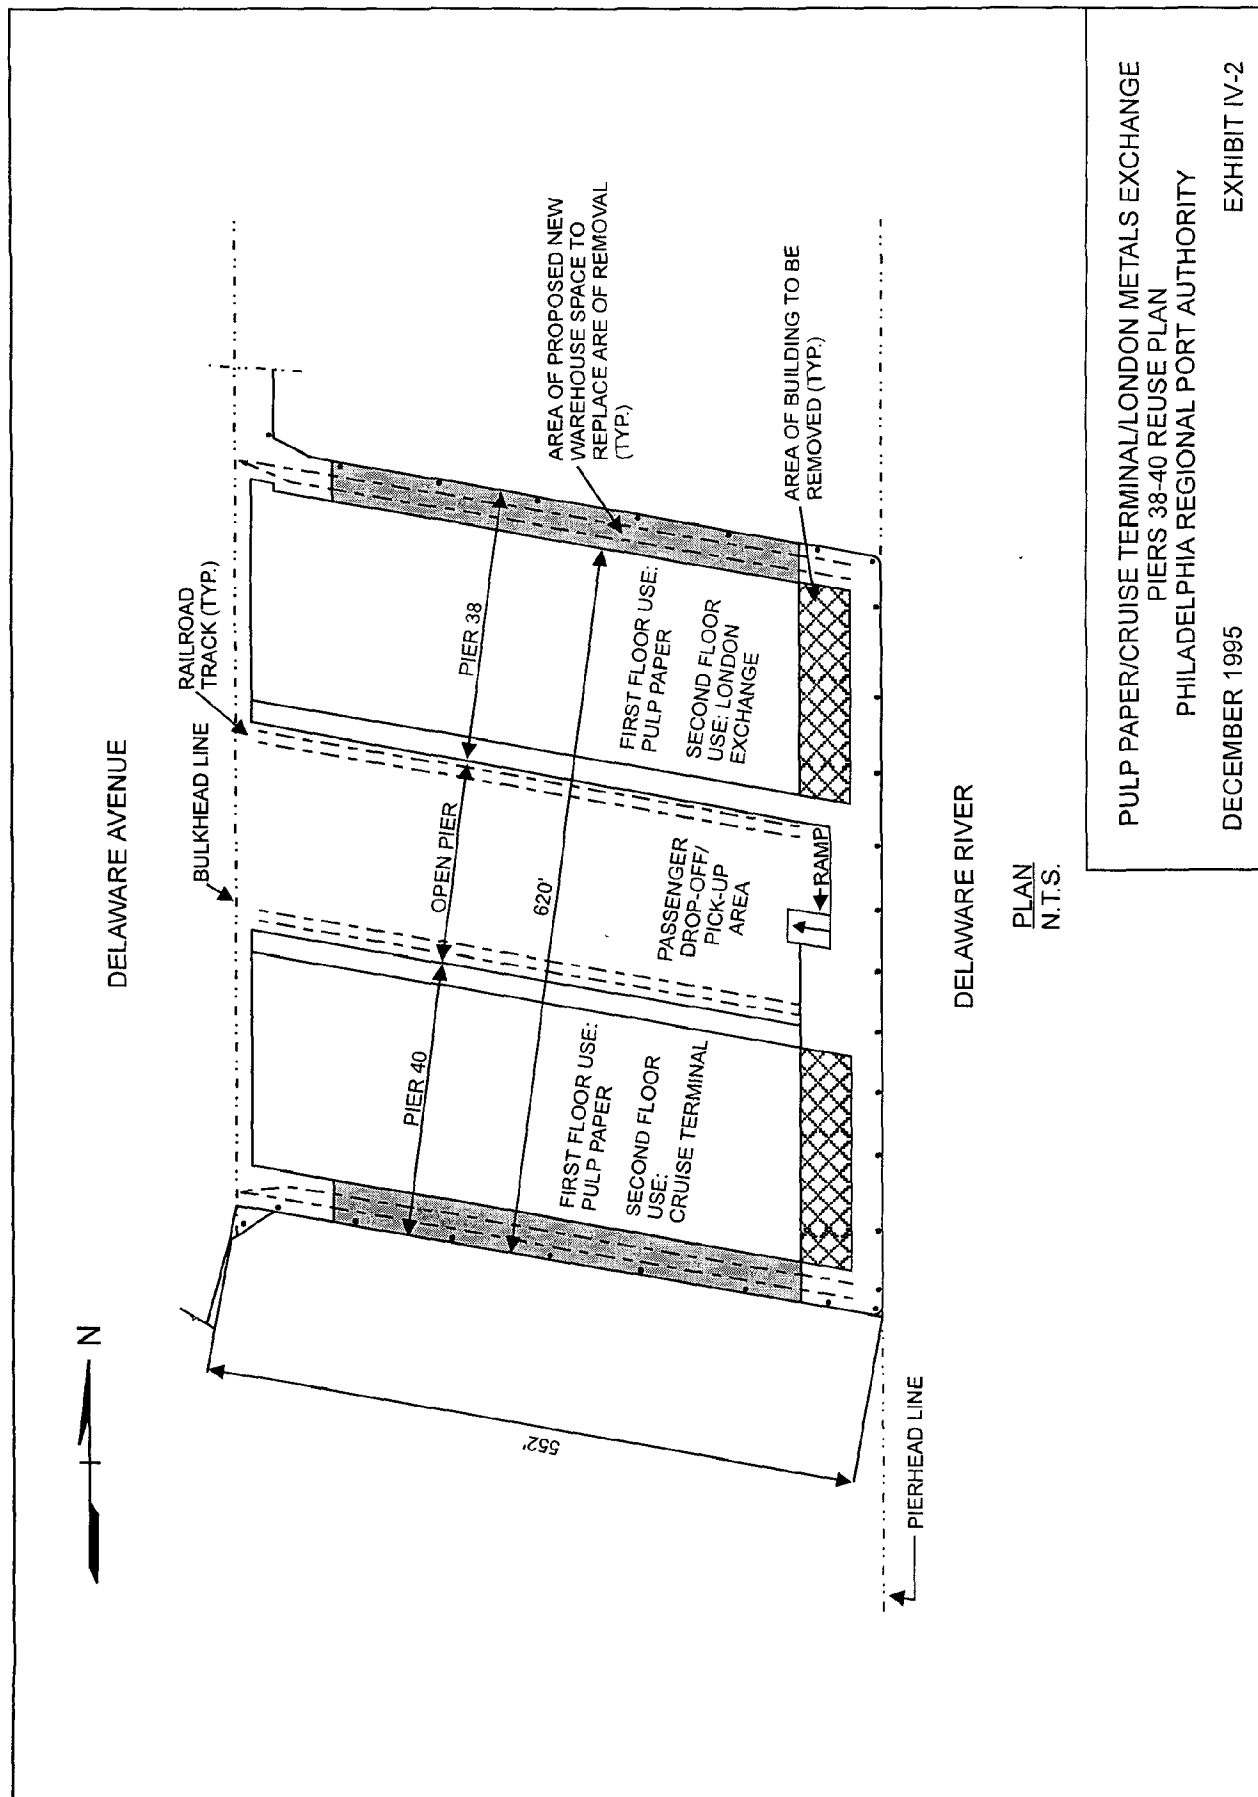 DELAWARE AVENUE
N
BULKHEAD LINE
RAILROAD
TRACK (TYP.)
PIER 40
OPEN PIER
PIER 38
620'
552'
AREA OF PROPOSED NEW
WAREHOUSE SPACE TO
REPLACE ARE OF REMOVAL
(TYP.)
FIRST FLOOR USE:
PULP PAPER
SECOND FLOOR
USE:
CRUISE TERMINAL
PASSENGER
DROP-OFF/
PICK-UP
AREA
FIRST FLOOR USE:
PULP PAPER
SECOND FLOOR
USE: LONDON
EXCHANGE
AREA OF BUILDING TO BE
REMOVED (TYP.)
RAMP
PIERHEAD LINE
DELAWARE RIVER
PLAN
N.T.S.
PULP PAPER/CRUISE TERMINAL/LONDON METALS EXCHANGE
PIERS 38-40 REUSE PLAN
PHILADELPHIA REGIONAL PORT AUTHORITY
DECEMBER 1995
EXHIBIT IV-2